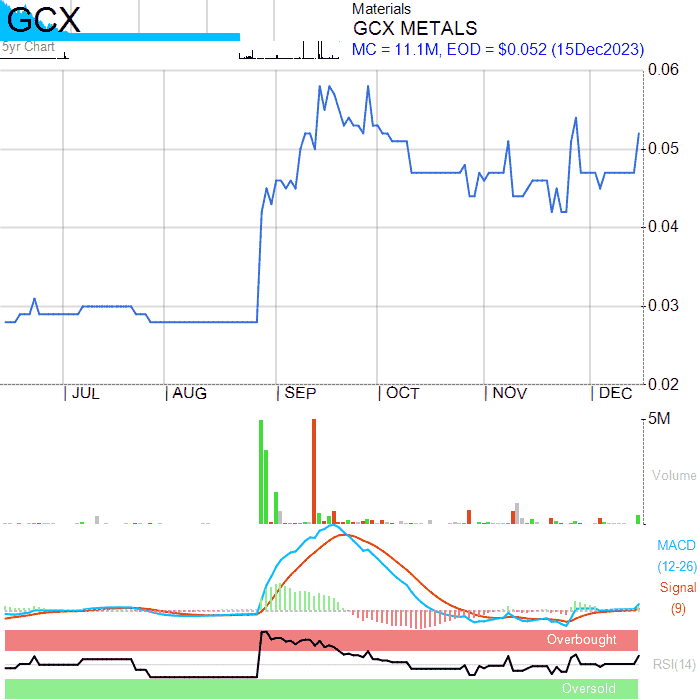 GCX
5yr Chart
Materials
GCX METALS
MC = 11.1M, EOD = $0.052 (15Dec2023)
0.06
0.05
0.04
0.03
0.02
JUL AUG SEP OCT NOV DEC
5M
Volume
MACD
(12-26)
Signal
(9)
Overbought
RSI(14)
Oversold